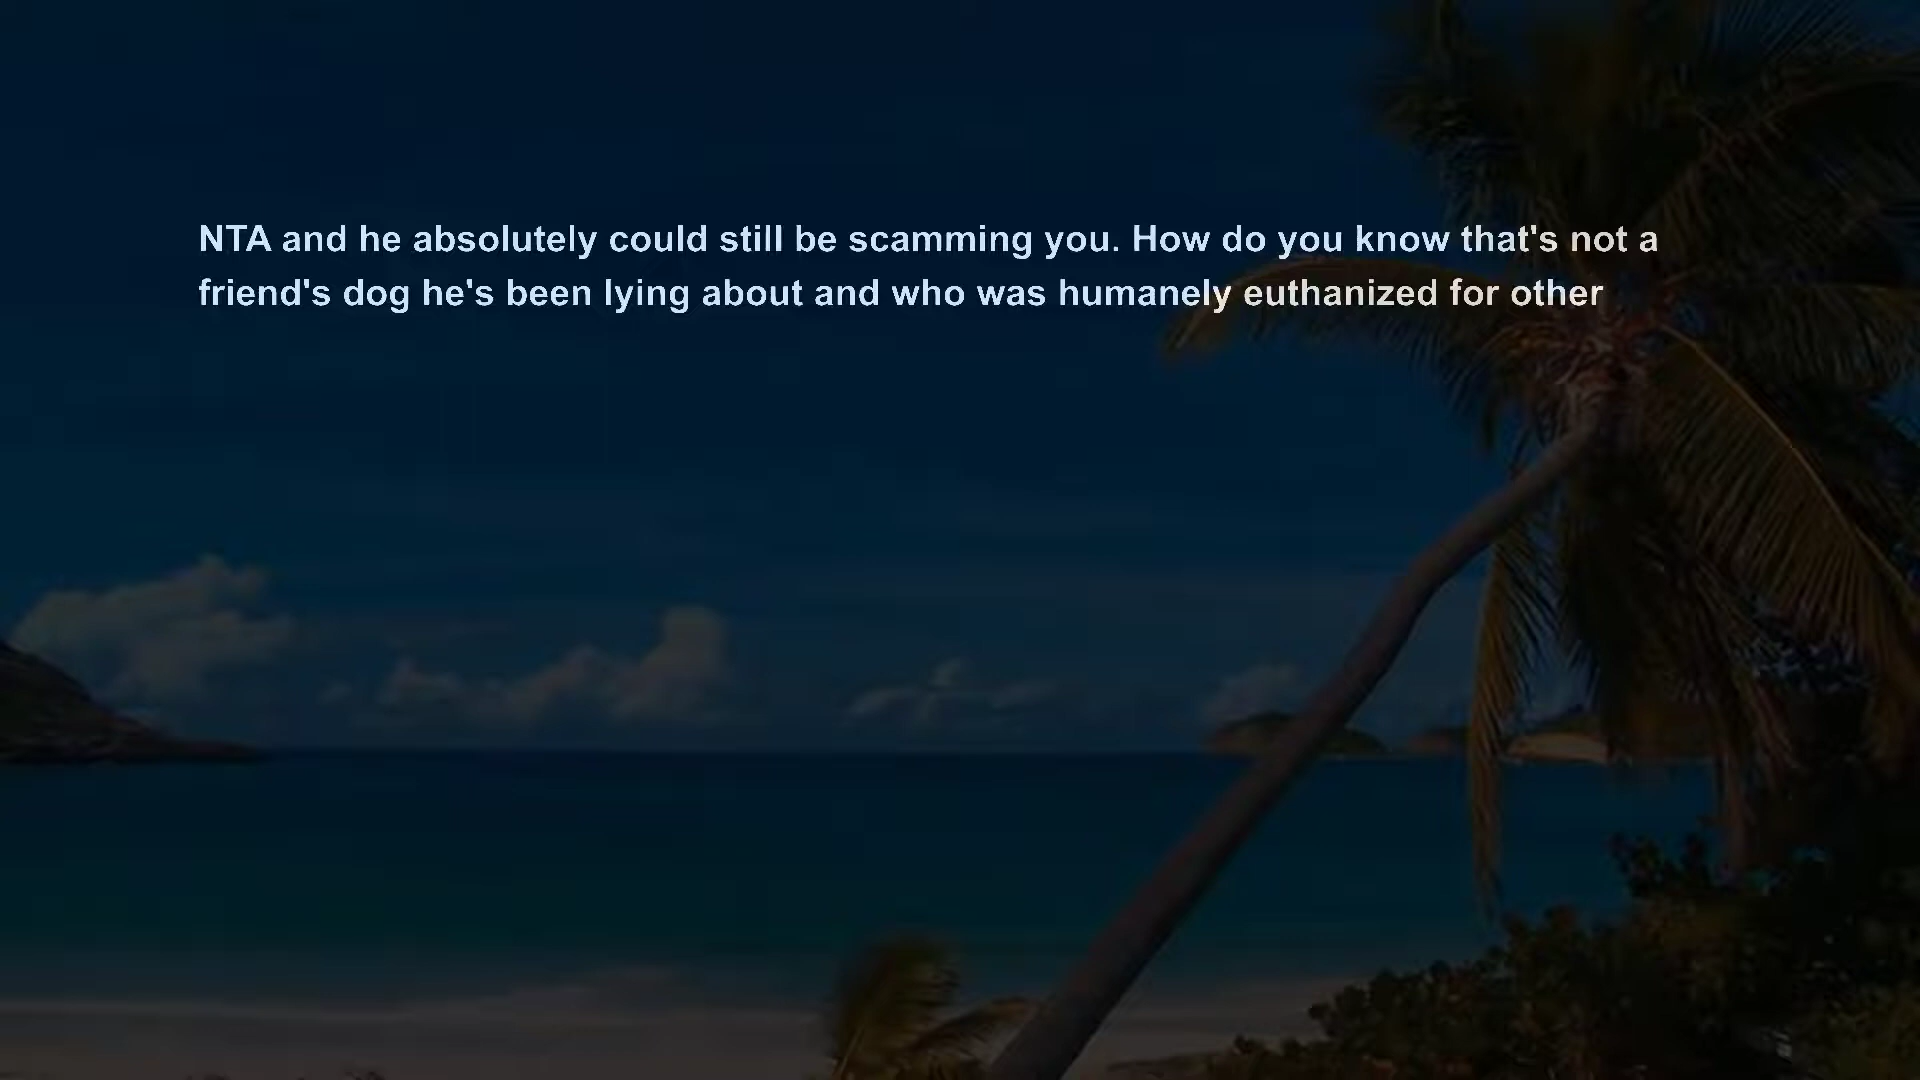 NTA and he absolutely could still be scamming you. How do you know that's not a
friend's dog he's been lying about and who was humanely euthanized for other